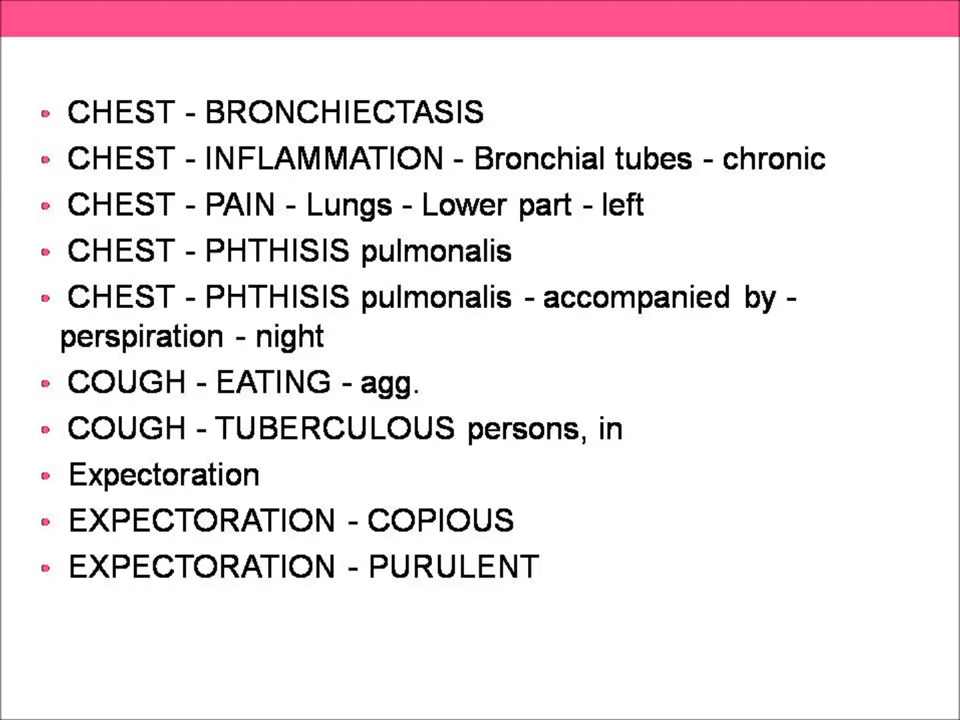 • CHEST - BRONCHIECTASIS
• CHEST - INFLAMMATION - Bronchial tubes - chronic
• CHEST - PAIN - Lungs - Lower part - left
• CHEST - PHTHISIS pulmonalis
• CHEST - PHTHISIS pulmonalis - accompanied by -
perspiration - night
• COUGH - EATING - agg.
• COUGH - TUBERCULOUS persons, in
• Expectoration
• EXPECTORATION - COPIOUS
• EXPECTORATION - PURULENT